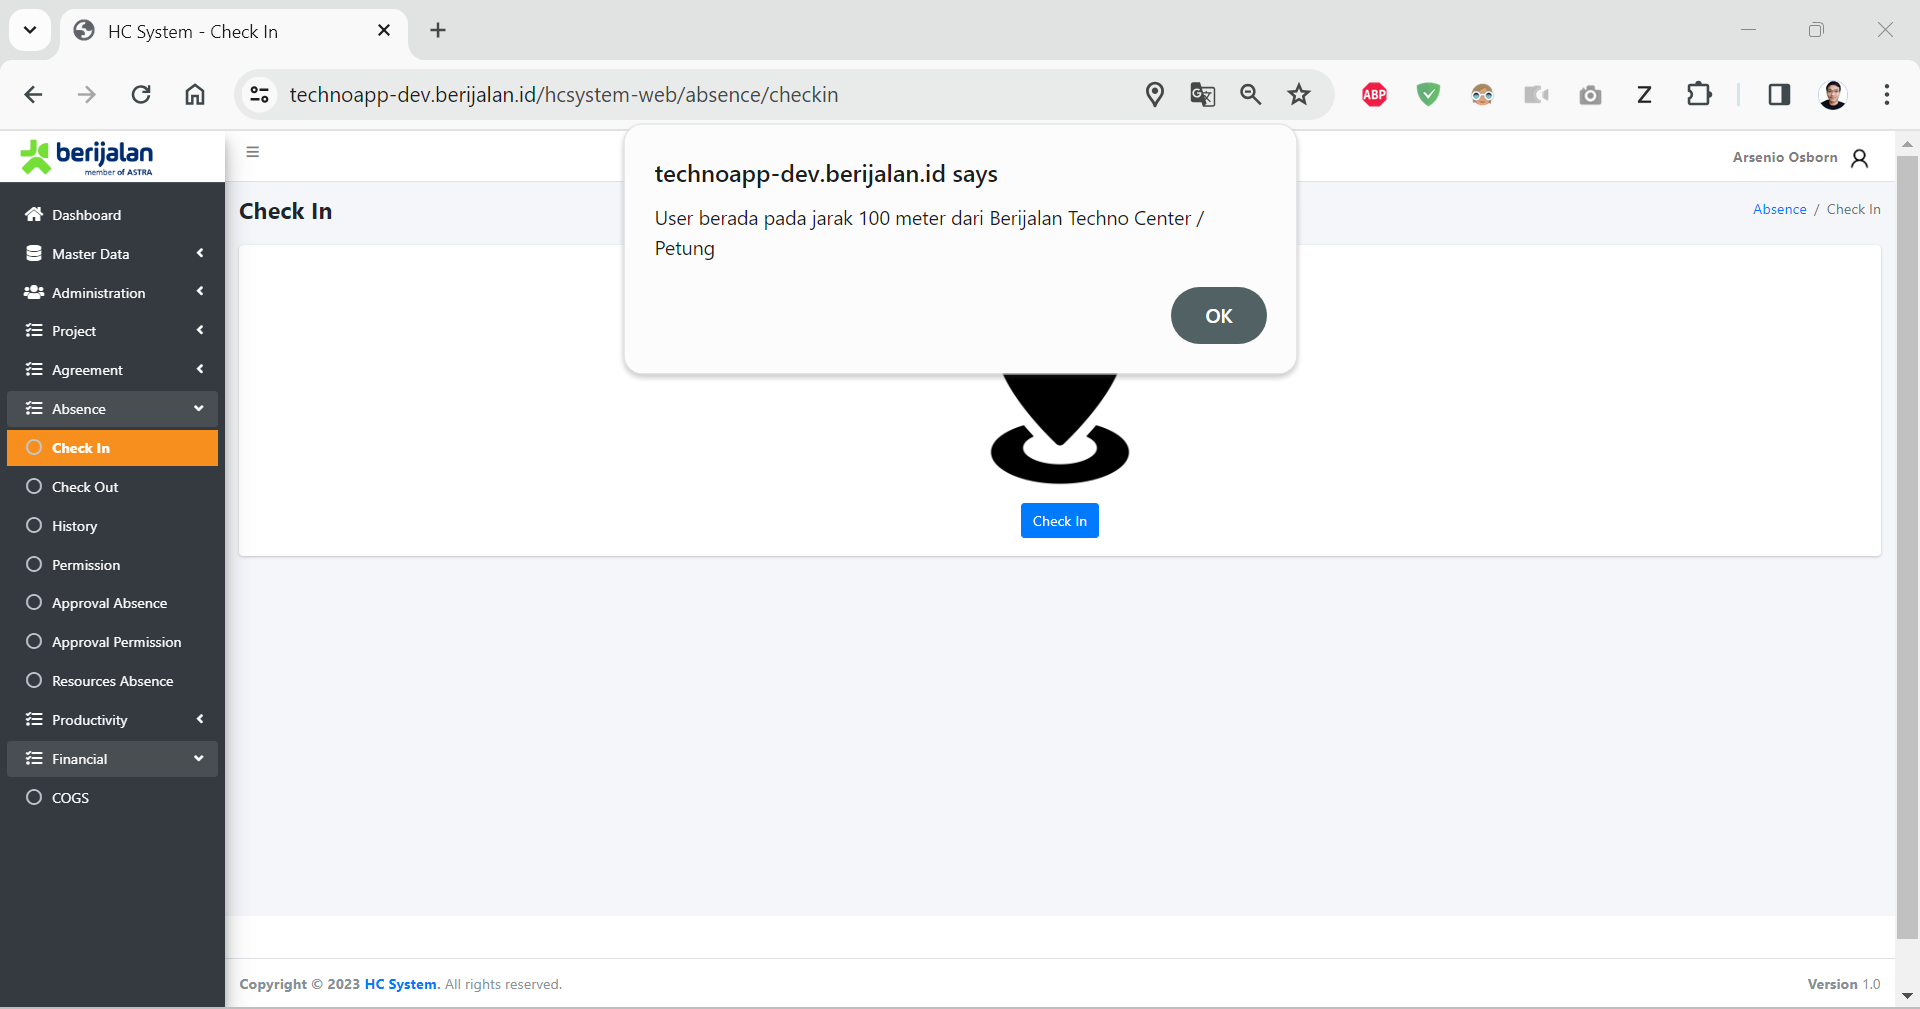 HC System - Check In
technoapp-dev.berijalan.id/hcsystem-web/absence/checkin
ABP
Z
berijalan
member of ASTRA
Arsenio Osborn
technoapp-dev.berijalan.id says
User berada pada jarak 100 meter dari Berijalan Techno Center /
Petung
OK
Check In
Absence / Check In
Dashboard
Master Data
Administration
Project
Agreement
Absence
Check In
Check Out
History
Permission
Approval Absence
Approval Permission
Resources Absence
Productivity
Financial
COGS
Check In
Copyright © 2023 HC System. All rights reserved.
Version 1.0